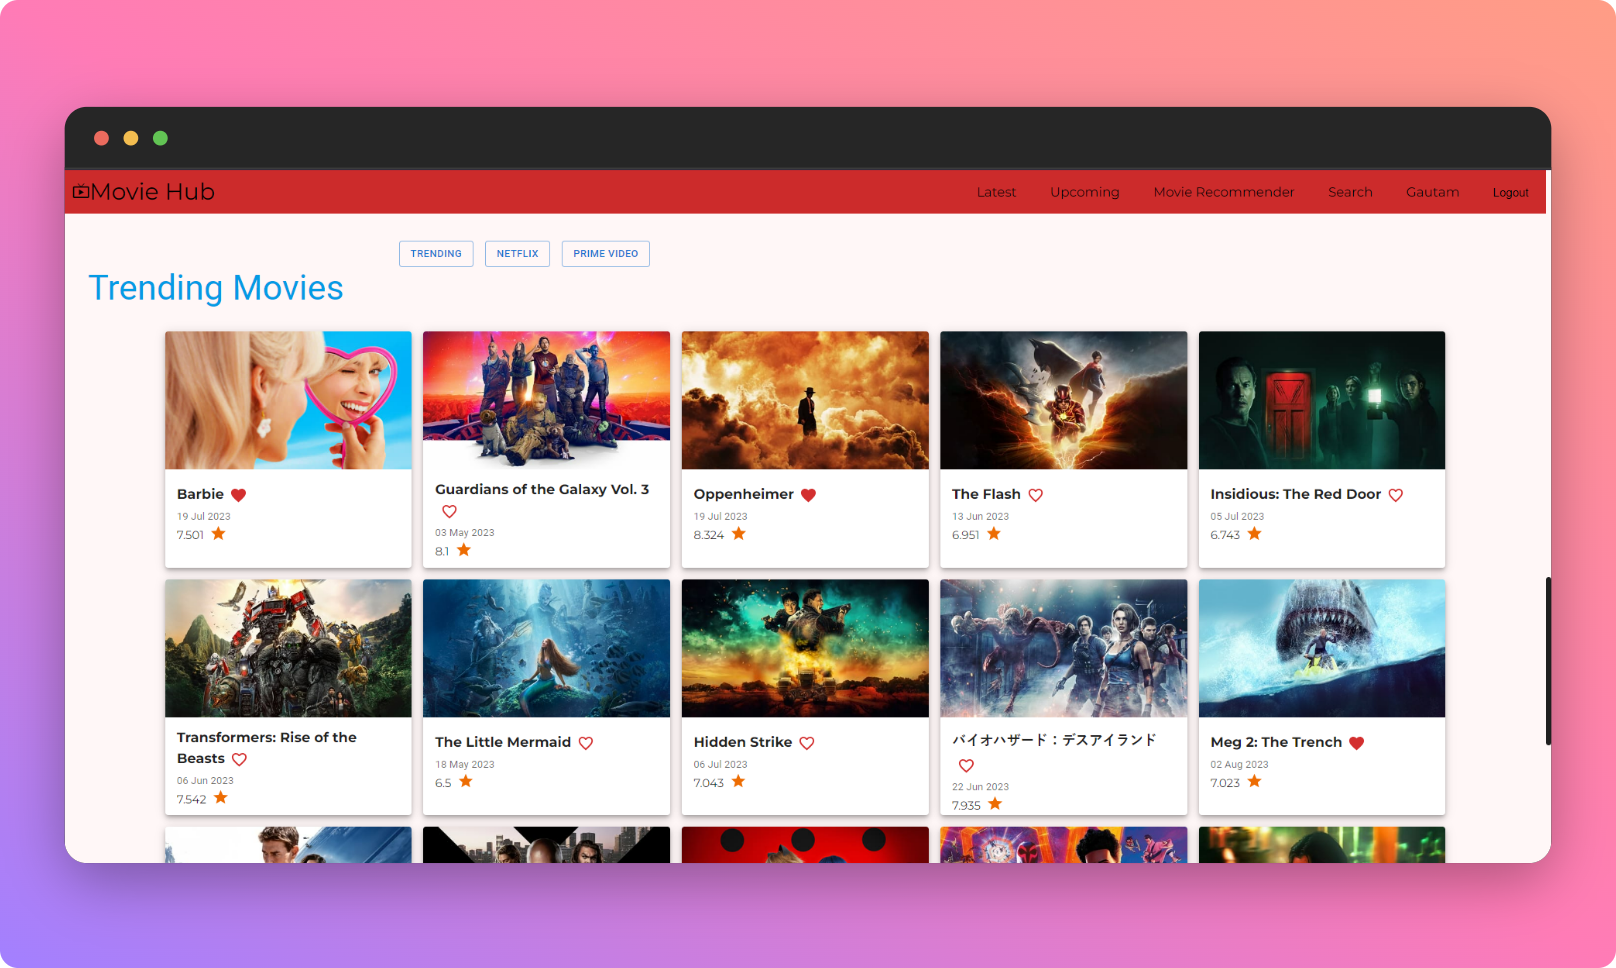 Movie Hub
Latest
Upcoming
Movie Recommender
Search
Gautam
Logout
TRENDING
NETFLIX
PRIME VIDEO
Trending Movies
Barbie
19 Jul 2023
7.501
Guardians of the Galaxy Vol. 3
03 May 2023
8.1
Oppenheimer
19 Jul 2023
8.324
The Flash
13 Jun 2023
6.951
Insidious: The Red Door
05 Jul 2023
6.743
Transformers: Rise of the
Beasts
06 Jun 2023
7.542
The Little Mermaid
18 May 2023
6.5
Hidden Strike
06 Jul 2023
7.043
バイオハザード：デスアイランド
22 Jun 2023
7.935
Meg 2: The Trench
02 Aug 2023
7.023